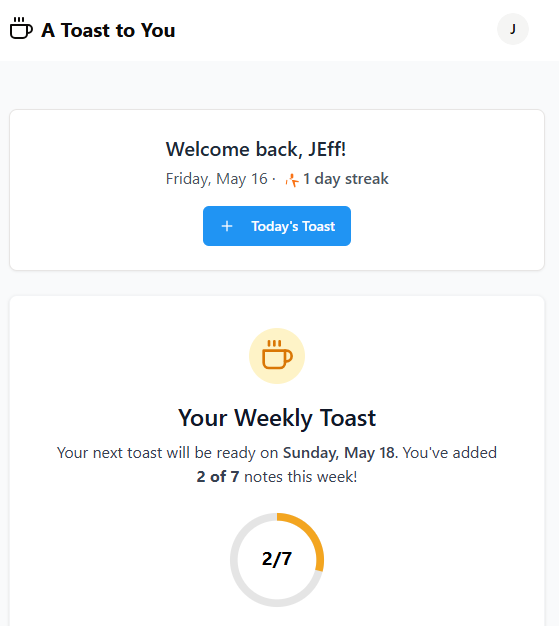 A Toast to You
J
Welcome back, JEff!
Friday, May 16 · 1 day streak
+ Today's Toast
Your Weekly Toast
Your next toast will be ready on Sunday, May 18. You've added
2 of 7 notes this week!
2/7